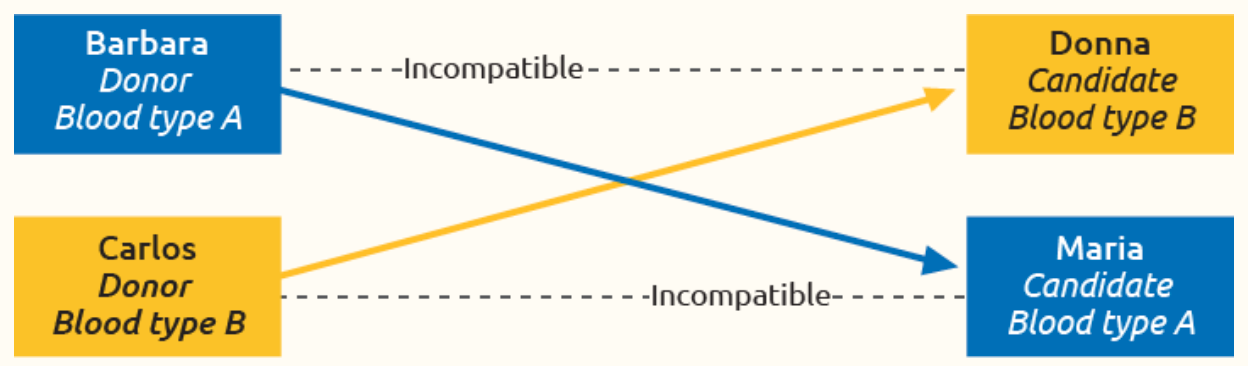 Barbara
Donor
Blood type A
Incompatible
Donna
Candidate
Blood type B
Carlos
Donor
Blood type B
Incompatible
Maria
Candidate
Blood type A